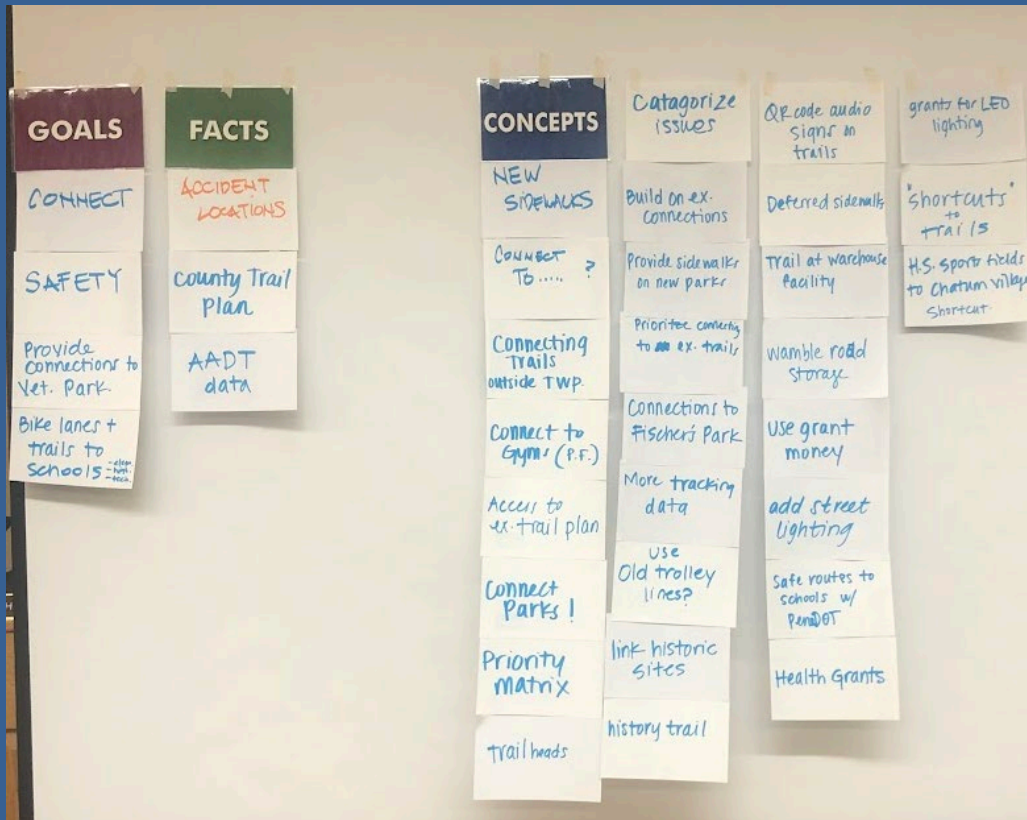 GOALS
CONNECT
SAFETY
Provide
connections to
Vet. Park
Bike lanes +
trails to
schools -elem.
-tech.
FACTS
ACCIDENT
LOCATIONS
county Trail
Plan
AADT
data
CONCEPTS
NEW
SIDEWALKS
CONNECT
TO..... ?
Connecting
Trails
outside TWP.
Connect to
Gyms (P.F.)
Access to
ex. trail plan
Connect
Parks !
Priority
Matrix
trail heads
Catagorize
issues
Build on ex.
Connections
Provide sidewalks
on new parks
to ex. trails
Connections to
Fischer's Park
More tracking
data
use
Old trolley
lines?
link historic
sites
history trail
QR code audio
signs on
trails
Deferred sidewalks
Trail at warehouse
facility
Wamble road
storage
Use grant
money
add street
lighting
Safe routes to
schools w/
PennDOT
Health Grants
grants for LED
lighting
"shortcuts"
to
trails
H.S. sports fields
to Chatum village
shortcut.